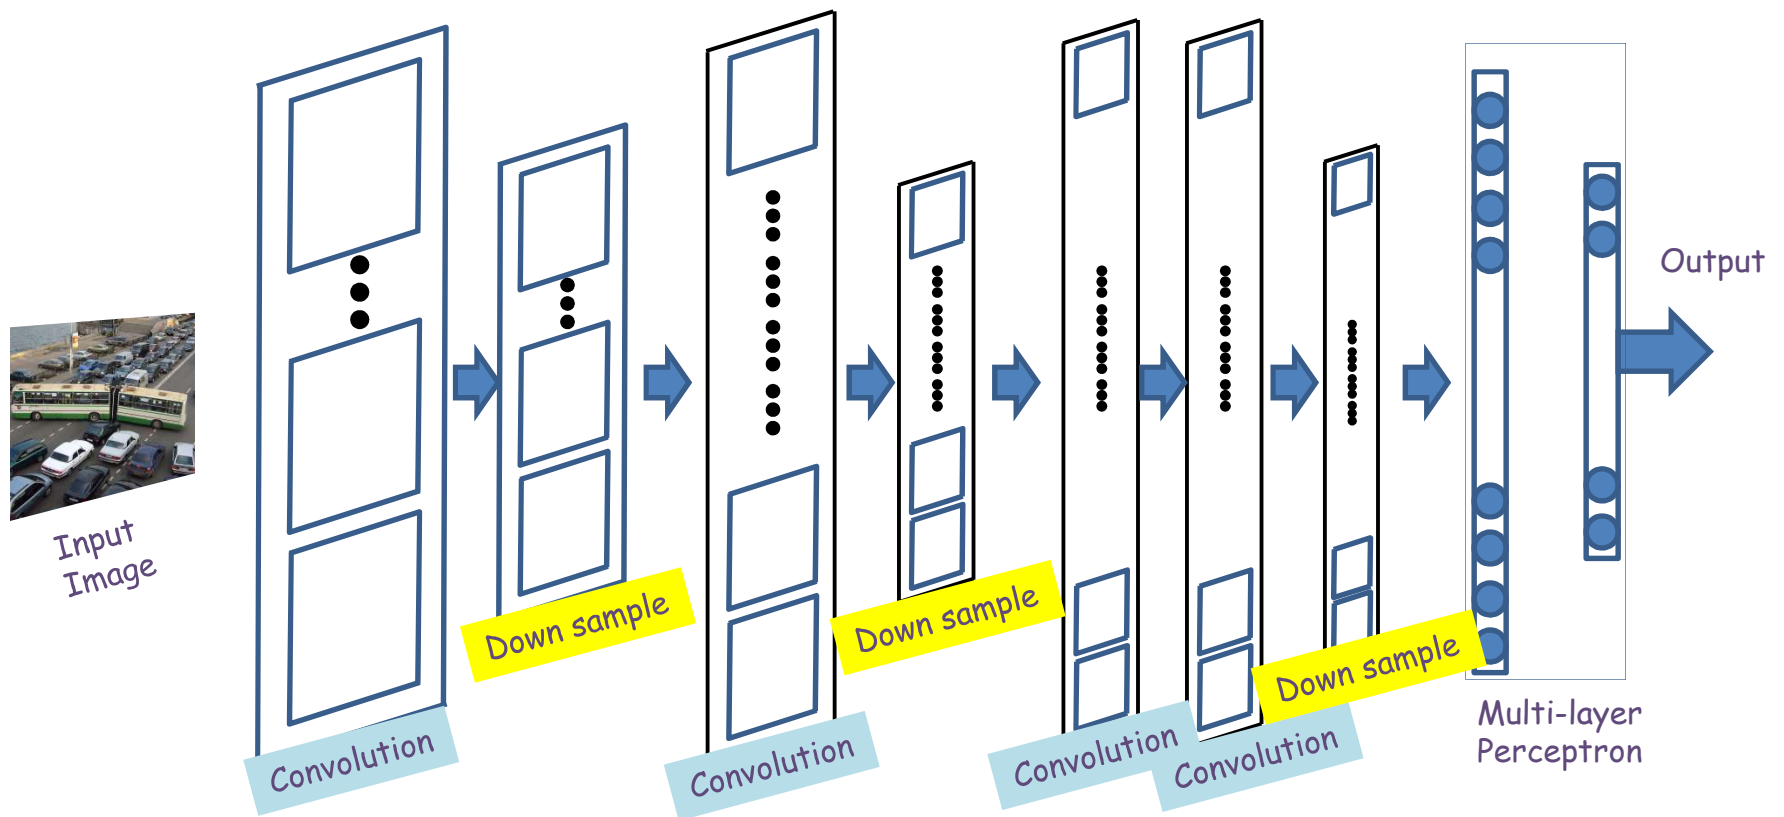 Input
Image
Convolution
Down sample
Convolution
Down sample
Convolution
Convolution
Down sample
Multi-layer
Perceptron
Output